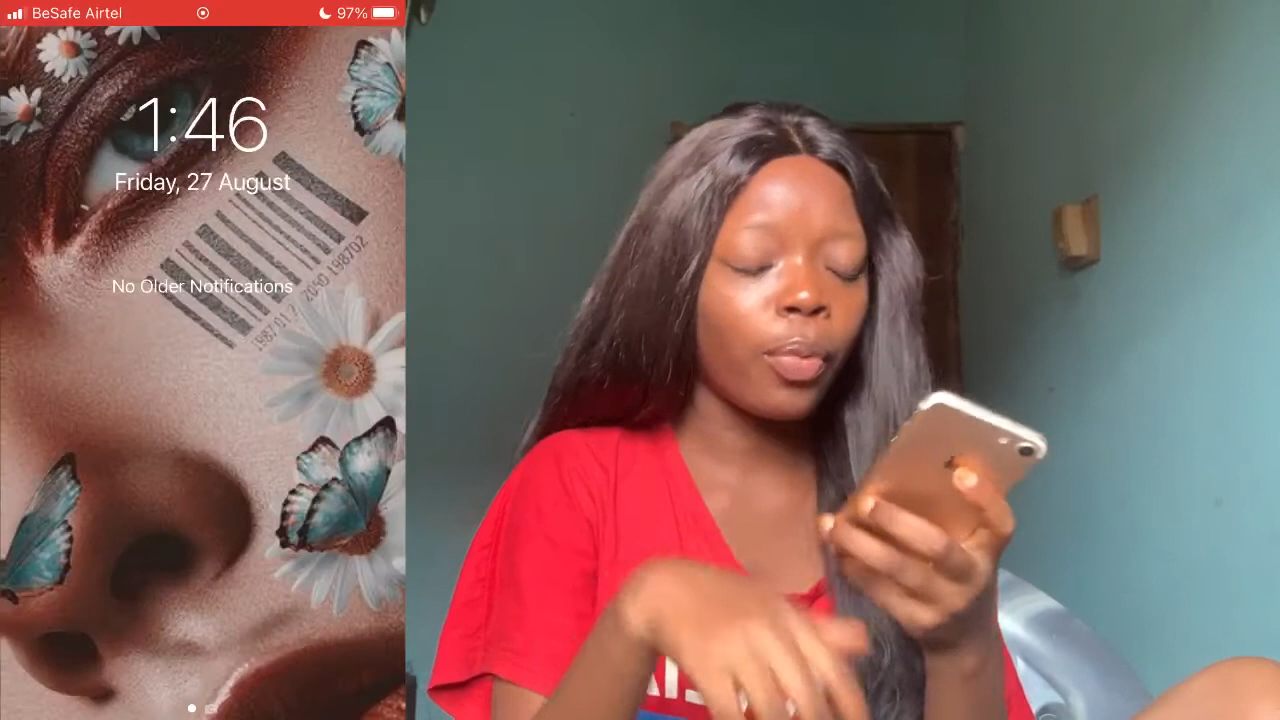 BeSafe Airtel
97%
1:46
Friday, 27 August
No Older Notifications